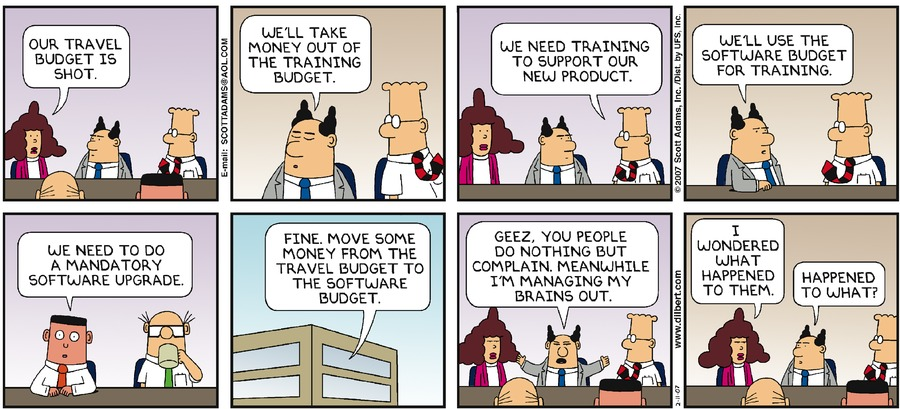 OUR TRAVEL
BUDGET IS
SHOT.
E-mail: SCOTTADAMS@AOL.COM
WE'LL TAKE
MONEY OUT OF
THE TRAINING
BUDGET.
WE NEED TRAINING
TO SUPPORT OUR
NEW PRODUCT.
©2007 Scott Adams, Inc./Dist. by UFS, Inc.
WE'LL USE THE
SOFTWARE BUDGET
FOR TRAINING.
WE NEED TO DO
A MANDATORY
SOFTWARE UPGRADE.
FINE. MOVE SOME
MONEY FROM THE
TRAVEL BUDGET TO
THE SOFTWARE
BUDGET.
GEEZ, YOU PEOPLE
DO NOTHING BUT
COMPLAIN. MEANWHILE
I'M MANAGING MY
BRAINS OUT.
www.dilbert.com
2-11-07
I
WONDERED
WHAT
HAPPENED
TO THEM.
HAPPENED
TO WHAT?